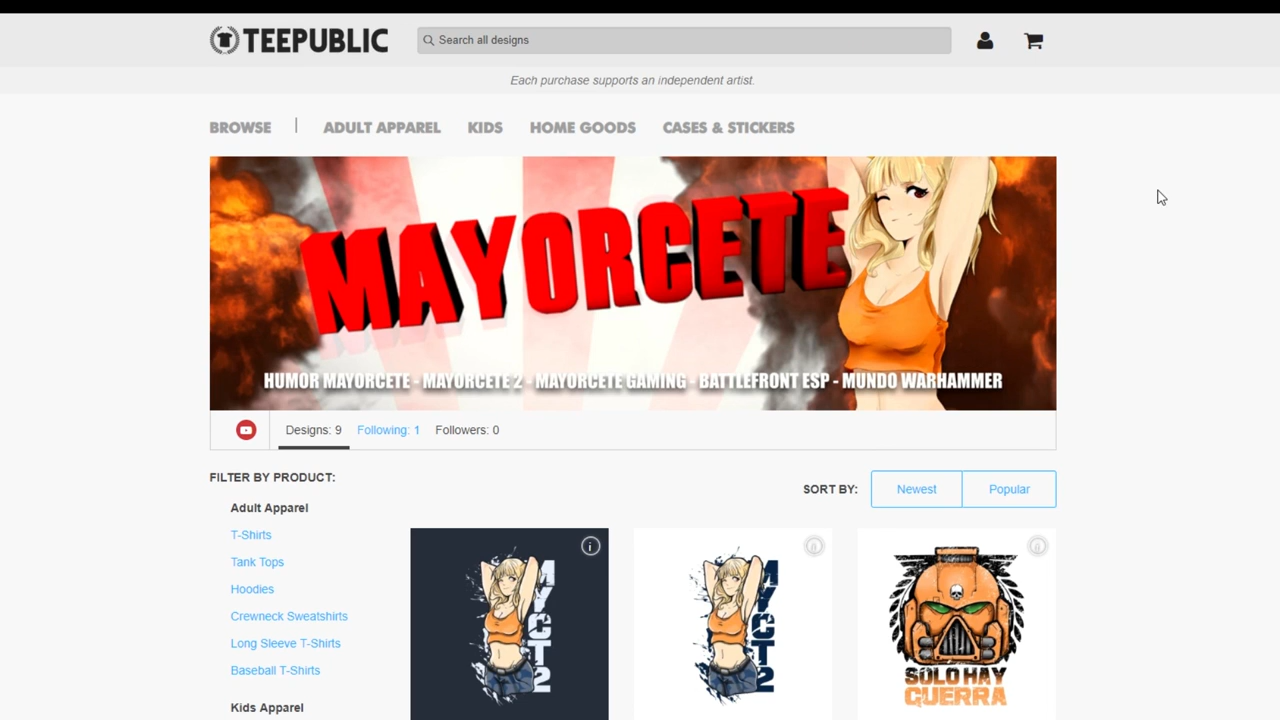 TEEPUBLIC
Search all designs
Each purchase supports an independent artist.
BROWSE | ADULT APPAREL KIDS HOME GOODS CASES & STICKERS
MAYORCETE
HUMOR MAYORCETE - MAYORCETE 2 - MAYORCETE GAMING - BATTLEFRONT ESP - MUNDO WARHAMMER
Designs: 9 Following: 1 Followers: 0
FILTER BY PRODUCT:
SORT BY: Newest Popular
Adult Apparel
T-Shirts
Tank Tops
Hoodies
Crewneck Sweatshirts
Long Sleeve T-Shirts
Baseball T-Shirts
Kids Apparel
MYCT2
MYCT2
SOLO HAY
GUERRA